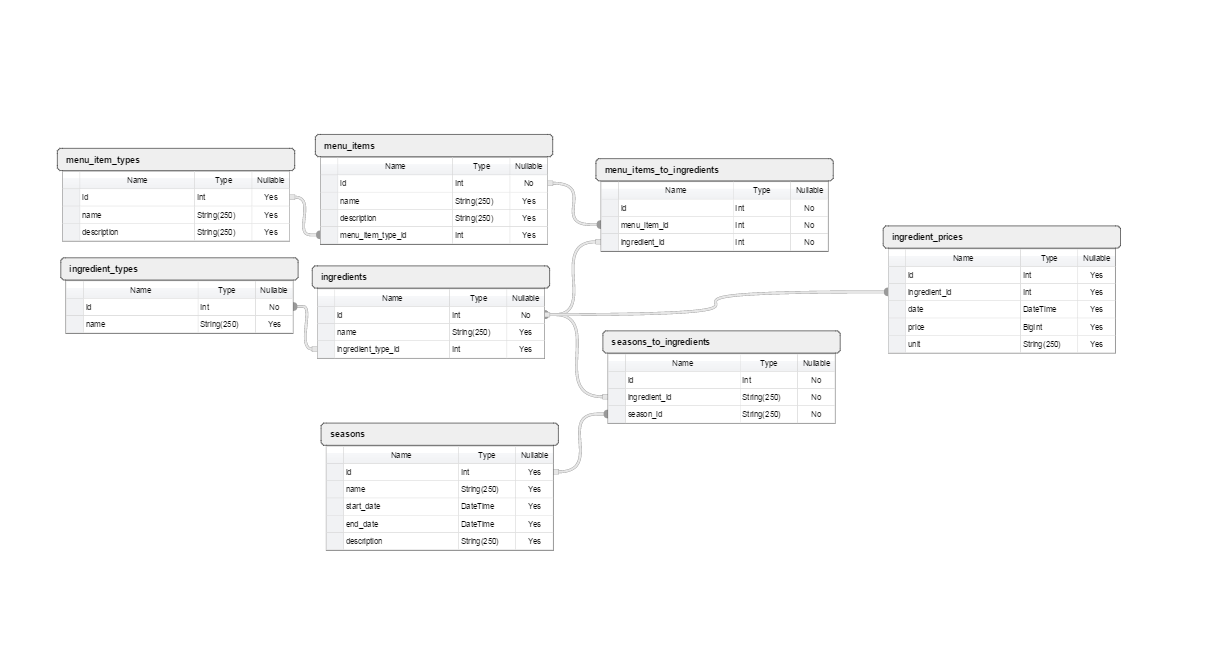 menu_item_types
Name Type Nullable
id Int Yes
name String(250) Yes
description String(250) Yes
menu_items
Name Type Nullable
id Int No
name String(250) Yes
description String(250) Yes
menu_item_type_id Int Yes
menu_items_to_ingredients
Name Type Nullable
id Int No
menu_item_id Int No
ingredient_id Int No
ingredient_prices
Name Type Nullable
id Int Yes
ingredient_id Int Yes
date DateTime Yes
price BigInt Yes
unit String(250) Yes
ingredient_types
Name Type Nullable
id Int No
name String(250) Yes
ingredients
Name Type Nullable
id Int No
name String(250) Yes
ingredient_type_id Int Yes
seasons_to_ingredients
Name Type Nullable
id Int No
ingredient_id String(250) No
season_id String(250) No
seasons
Name Type Nullable
id Int Yes
name String(250) Yes
start_date DateTime Yes
end_date DateTime Yes
description String(250) Yes